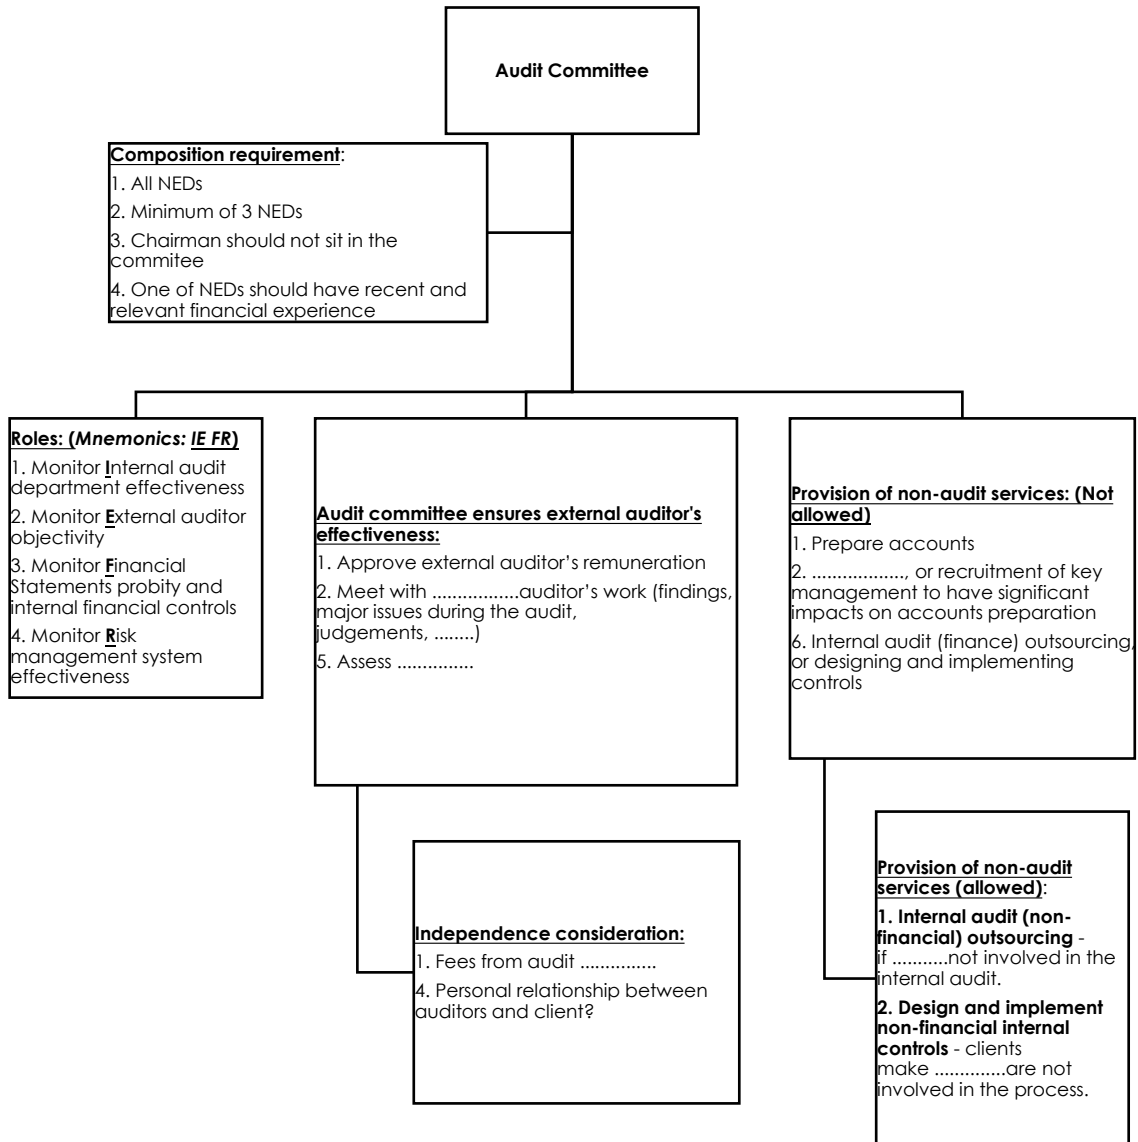 Audit Committee
Composition requirement:
1. All NEDs
2. Minimum of 3 NEDs
3. Chairman should not sit in the
commitee
4. One of NEDs should have recent and
relevant financial experience
Roles: (Mnemonics: IE FR)
1. Monitor Internal audit
department effectiveness
2. Monitor External auditor
objectivity
3. Monitor Financial
Statements probity and
internal financial controls
4. Monitor Risk
management system
effectiveness
Audit committee ensures external auditor's
effectiveness:
1. Approve external auditor’s remuneration
2. Meet with .................auditor’s work (findings,
major issues during the audit,
judgements, ........)
5. Assess ...............
Independence consideration:
1. Fees from audit ...............
4. Personal relationship between
auditors and client?
Provision of non-audit services: (Not
allowed)
1. Prepare accounts
2. .................., or recruitment of key
management to have significant
impacts on accounts preparation
6. Internal audit (finance) outsourcing,
or designing and implementing
controls
Provision of non-audit
services (allowed):
1. Internal audit (non-
financial) outsourcing -
if ...........not involved in the
internal audit.
2. Design and implement
non-financial internal
controls - clients
make ..............are not
involved in the process.